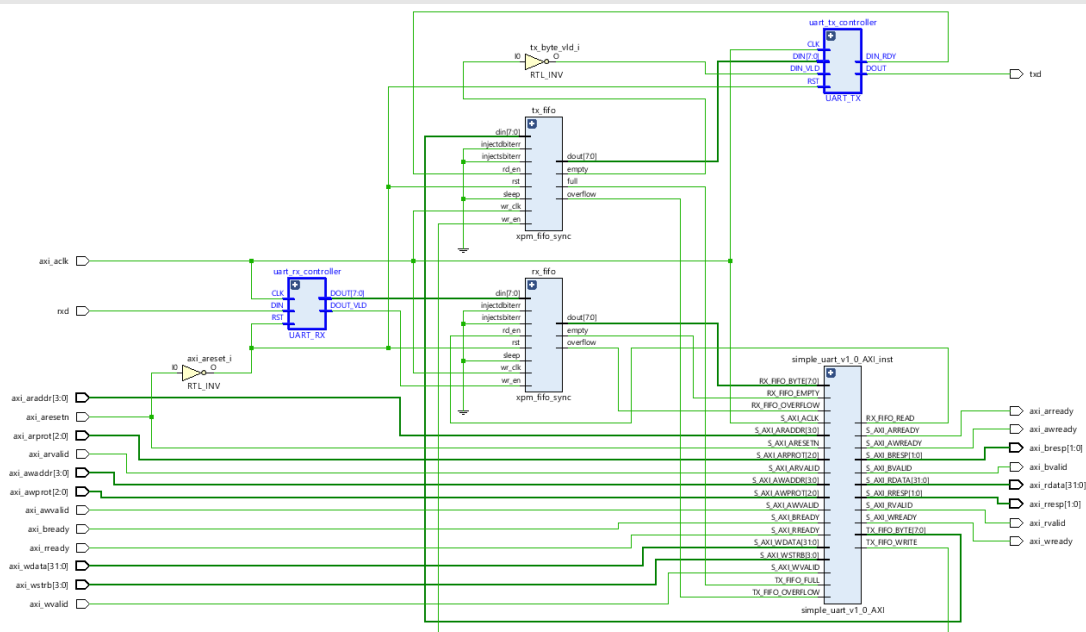 uart_tx_controller
CLK
DIN[7:0]
DIN_VLD
RST
DIN_RDY
DOUT
UART_TX
txd
tx_byte_vld_i
I0
O
RTL_INV
tx_fifo
din[7:0]
injectdbiterr
injectsbiterr
rd_en
rst
sleep
wr_clk
wr_en
dout[7:0]
empty
full
overflow
xpm_fifo_sync
axi_aclk
uart_rx_controller
CLK
DIN
RST
DOUT[7:0]
DOUT_VLD
UART_RX
rxd
rx_fifo
din[7:0]
injectdbiterr
injectsbiterr
rd_en
rst
sleep
wr_clk
wr_en
dout[7:0]
empty
overflow
xpm_fifo_sync
axi_areset_i
I0
O
RTL_INV
axi_araddr[3:0]
axi_aresetn
axi_arprot[2:0]
axi_arvalid
axi_awaddr[3:0]
axi_awprot[2:0]
axi_awvalid
axi_bready
axi_rready
axi_wdata[31:0]
axi_wstrb[3:0]
axi_wvalid
simple_uart_v1_0_AXI_inst
RX_FIFO_BYTE[7:0]
RX_FIFO_EMPTY
RX_FIFO_OVERFLOW
S_AXI_ACLK
S_AXI_ARADDR[3:0]
S_AXI_ARESETN
S_AXI_ARPROT[2:0]
S_AXI_ARVALID
S_AXI_AWADDR[3:0]
S_AXI_AWPROT[2:0]
S_AXI_AWVALID
S_AXI_BREADY
S_AXI_RREADY
S_AXI_WDATA[31:0]
S_AXI_WSTRB[3:0]
S_AXI_WVALID
TX_FIFO_FULL
TX_FIFO_OVERFLOW
RX_FIFO_READ
S_AXI_ARREADY
S_AXI_AWREADY
S_AXI_BRESP[1:0]
S_AXI_BVALID
S_AXI_RDATA[31:0]
S_AXI_RRESP[1:0]
S_AXI_RVALID
S_AXI_WREADY
TX_FIFO_BYTE[7:0]
TX_FIFO_WRITE
simple_uart_v1_0_AXI
axi_arready
axi_awready
axi_bresp[1:0]
axi_bvalid
axi_rdata[31:0]
axi_rresp[1:0]
axi_rvalid
axi_wready